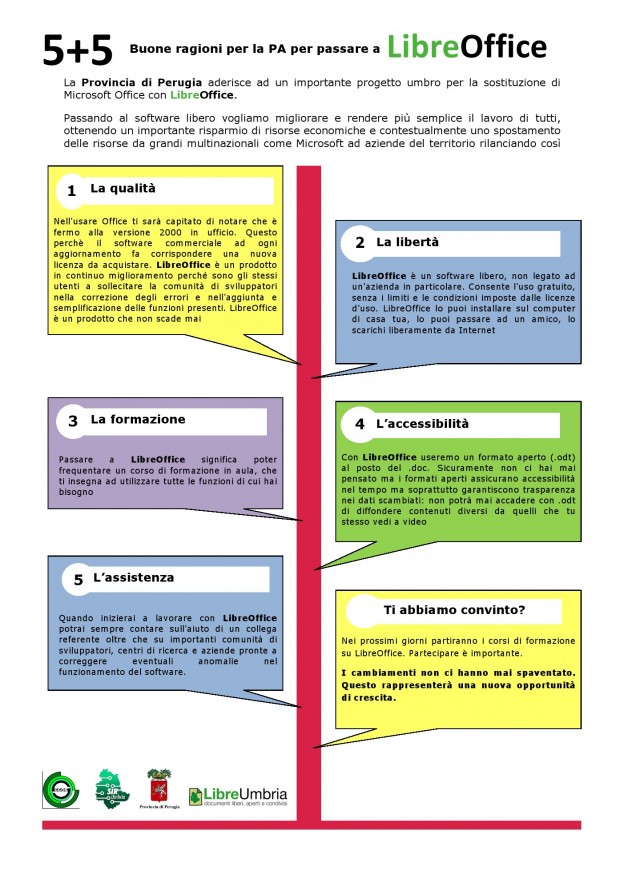 5+5 Buone ragioni per la PA per passare a LibreOffice
La Provincia di Perugia aderisce ad un importante progetto umbro per la sostituzione di
Microsoft Office con LibreOffice.
Passando al software libero vogliamo migliorare e rendere più semplice il lavoro di tutti,
ottenendo un importante risparmio di risorse economiche e contestualmente uno spostamento
delle risorse da grandi multinazionali come Microsoft ad aziende del territorio rilanciando così
1 La qualità
Nell'usare Office ti sarà capitato di notare che è
fermo alla versione 2000 in ufficio. Questo
perchè il software commerciale ad ogni
aggiornamento fa corrispondere una nuova
licenza da acquistare. LibreOffice è un prodotto
in continuo miglioramento perché sono gli stessi
utenti a sollecitare la comunità di sviluppatori
nella correzione degli errori e nell'aggiunta e
semplificazione delle funzioni presenti. LibreOffice
è un prodotto che non scade mai
2 La libertà
LibreOffice è un software libero, non legato ad
un'azienda in particolare. Consente l'uso gratuito,
senza i limiti e le condizioni imposte dalle licenze
d'uso. LibreOffice lo puoi installare sul computer
di casa tua, lo puoi passare ad un amico, lo
scarichi liberamente da Internet
3 La formazione
Passare a LibreOffice significa poter
frequentare un corso di formazione in aula, che
ti insegna ad utilizzare tutte le funzioni di cui hai
bisogno
4 L’accessibilità
Con LibreOffice useremo un formato aperto (.odt)
al posto del .doc. Sicuramente non ci hai mai
pensato ma i formati aperti assicurano accessibilità
nel tempo ma soprattutto garantiscono trasparenza
nei dati scambiati: non potrà mai accadere con .odt
di diffondere contenuti diversi da quelli che tu
stesso vedi a video
5 L’assistenza
Quando inizierai a lavorare con LibreOffice
potrai sempre contare sull'aiuto di un collega
referente oltre che su importanti comunità di
sviluppatori, centri di ricerca e aziende pronte a
correggere eventuali anomalie nel
funzionamento del software.
Ti abbiamo convinto?
Nei prossimi giorni partiranno i corsi di formazione
su LibreOffice. Partecipare è importante.
I cambiamenti non ci hanno mai spaventato.
Questo rappresenterà una nuova opportunità
di crescita.
SIR
Provincia di Perugia
LibreUmbria
documenti liberi, aperti e condivisi